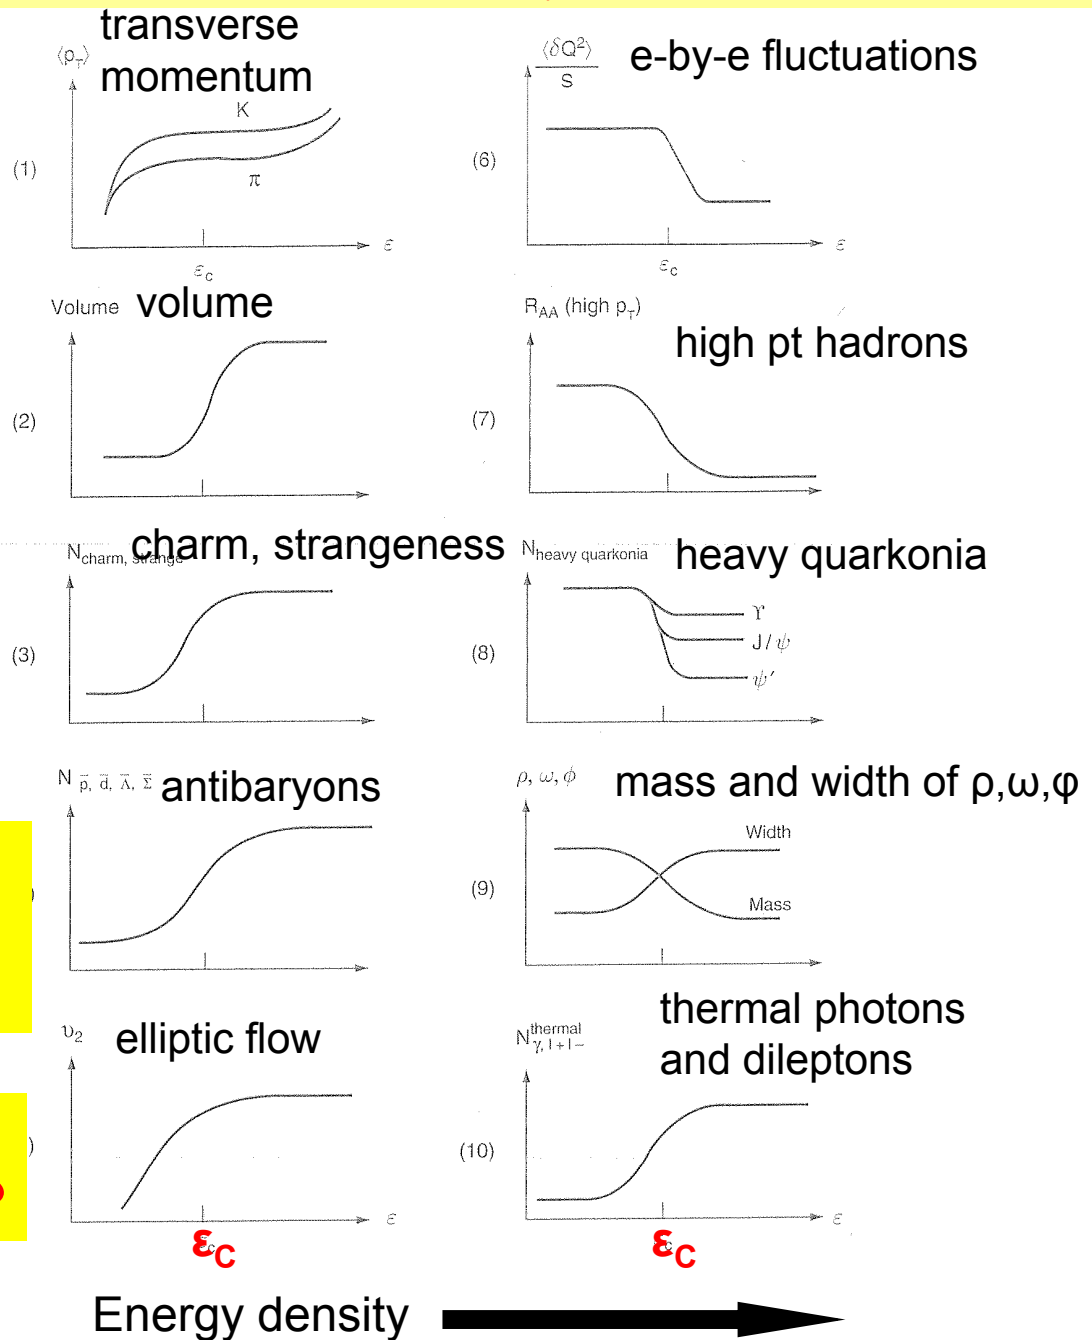 transverse
momentum
⟨p_T⟩
K
π
(1)
ε
ε_c
⟨δQ²⟩
S
e-by-e fluctuations
(6)
ε
ε_c
Volume volume
(2)
R_AA (high p_T)
high pt hadrons
(7)
N_charm, strange charm, strangeness
(3)
N_heavy quarkonia heavy quarkonia
ϒ
J/ψ
ψ′
(8)
N_p̄, d̄, Λ̄, Σ̄ antibaryons
)
ρ, ω, ϕ mass and width of ρ,ω,φ
Width
Mass
(9)
υ₂ elliptic flow
)
ε
ε_C
N^thermal_γ, l+l−
thermal photons
and dileptons
(10)
ε
ε_C
Energy density